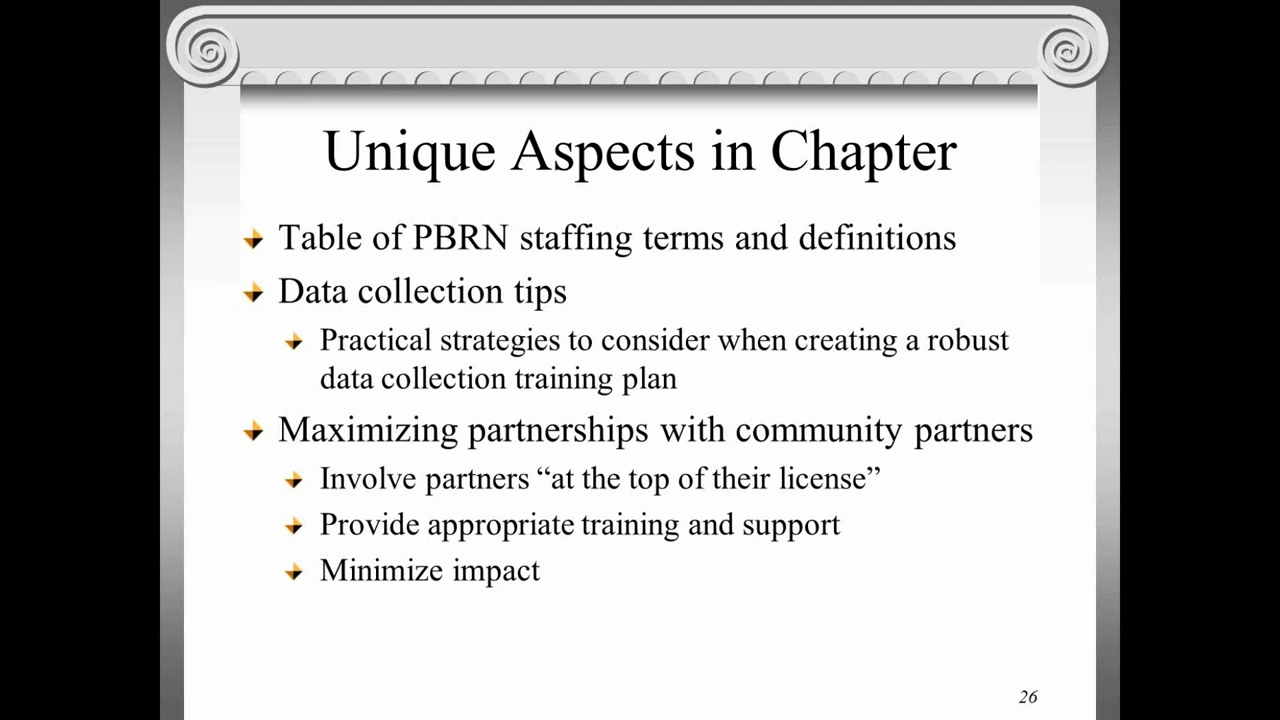 Unique Aspects in Chapter
Table of PBRN staffing terms and definitions
Data collection tips
Practical strategies to consider when creating a robust
data collection training plan
Maximizing partnerships with community partners
Involve partners “at the top of their license”
Provide appropriate training and support
Minimize impact
26